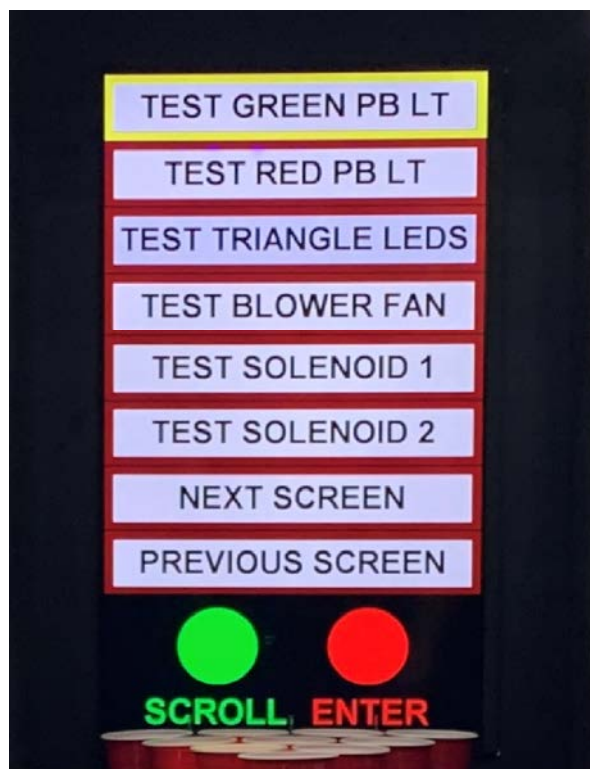 TEST GREEN PB LT
TEST RED PB LT
TEST TRIANGLE LEDS
TEST BLOWER FAN
TEST SOLENOID 1
TEST SOLENOID 2
NEXT SCREEN
PREVIOUS SCREEN
SCROLL ENTER